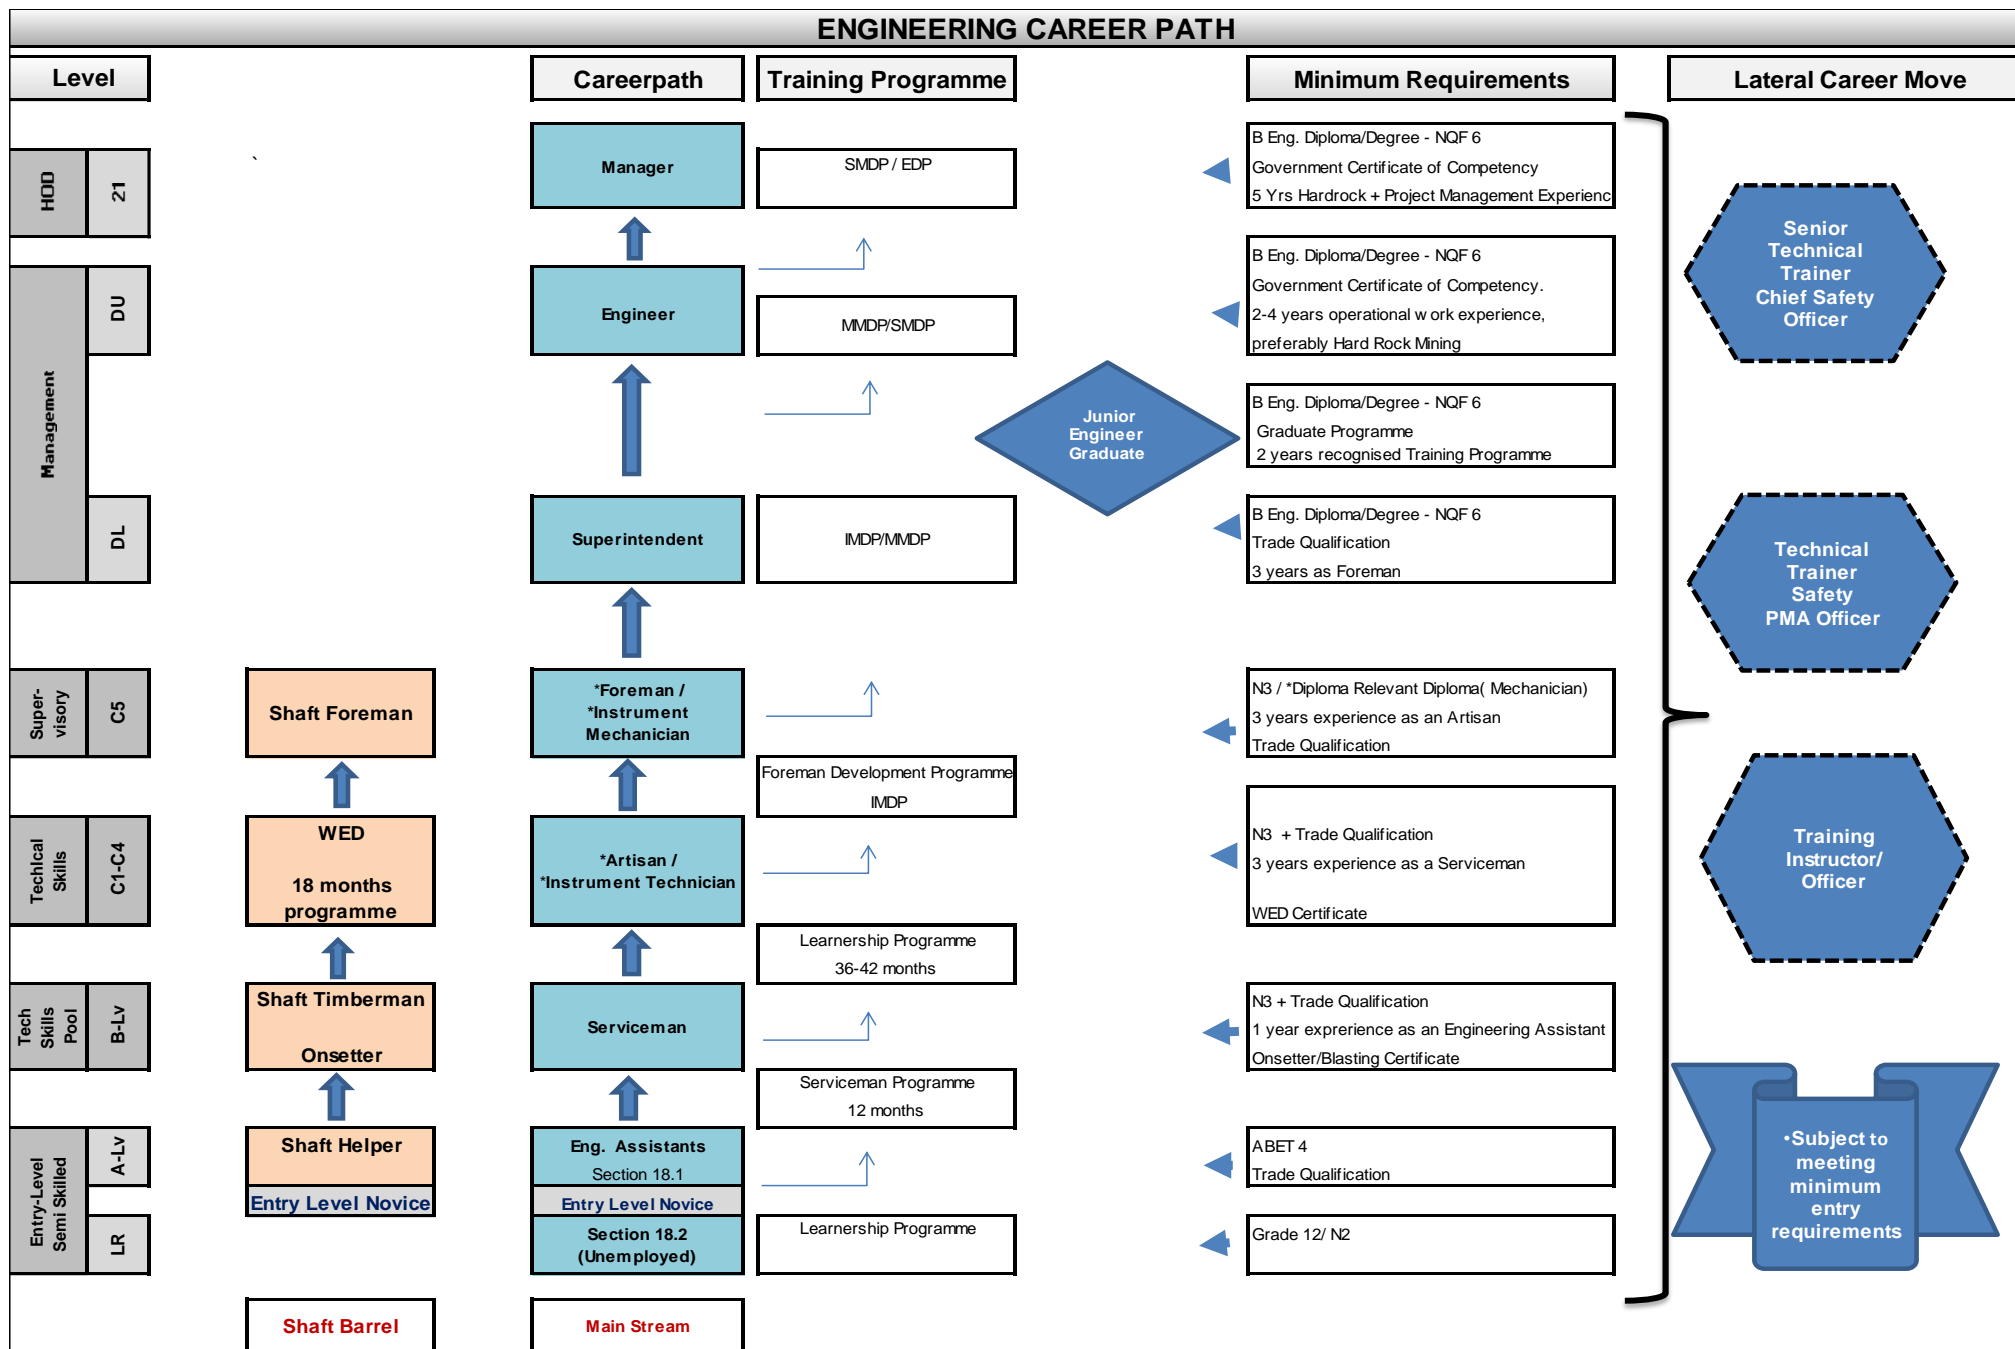 ENGINEERING CAREER PATH
Level
Careerpath
Training Programme
Minimum Requirements
Lateral Career Move
HOD
21
`
Manager
SMDP / EDP
B Eng. Diploma/Degree - NQF 6
Government Certificate of Competency
5 Yrs Hardrock + Project Management Experienc
Senior
Technical
Trainer
Chief Safety
Officer
Management
DU
Engineer
MMDP/SMDP
B Eng. Diploma/Degree - NQF 6
Government Certificate of Competency.
2-4 years operational work experience,
preferably Hard Rock Mining
Junior
Engineer
Graduate
B Eng. Diploma/Degree - NQF 6
Graduate Programme
2 years recognised Training Programme
DL
Superintendent
IMDP/MMDP
B Eng. Diploma/Degree - NQF 6
Trade Qualification
3 years as Foreman
Technical
Trainer
Safety
PMA Officer
Super-
visory
C5
Shaft Foreman
*Foreman /
*Instrument
Mechanician
N3 / *Diploma Relevant Diploma( Mechanician)
3 years experience as an Artisan
Trade Qualification
Foreman Development Programme
IMDP
Techical
Skills
C1-C4
WED
18 months
programme
*Artisan /
*Instrument Technician
N3 + Trade Qualification
3 years experience as a Serviceman
WED Certificate
Training
Instructor/
Officer
Learnership Programme
36-42 months
Tech
Skills
Pool
B-Lv
Shaft Timberman
Onsetter
Serviceman
N3 + Trade Qualification
1 year exprerience as an Engineering Assistant
Onsetter/Blasting Certificate
Serviceman Programme
12 months
Entry-Level
Semi Skilled
A-Lv
Shaft Helper
Entry Level Novice
Eng. Assistants
Section 18.1
Entry Level Novice
ABET 4
Trade Qualification
•Subject to
meeting
minimum
entry
requirements
LR
Section 18.2
(Unemployed)
Learnership Programme
Grade 12/ N2
Shaft Barrel
Main Stream